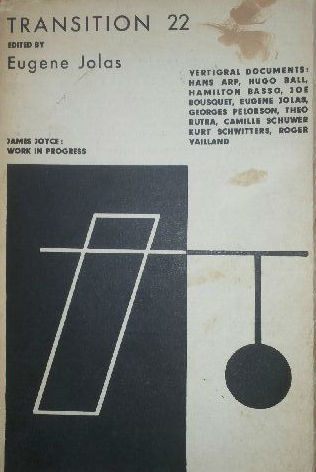 TRANSITION 22
EDITED BY
Eugene Jolas
VERTIGRAL DOCUMENTS:
HANS ARP, HUGO BALL,
HAMILTON BASSO, JOE
BOUSQUET, EUGENE JOLAS,
GEORGES PELORSON, THEO
RUTRA, CAMILLE SCHUWER
KURT SCHWITTERS, ROGER
VAILLAND
JAMES JOYCE:
WORK IN PROGRESS